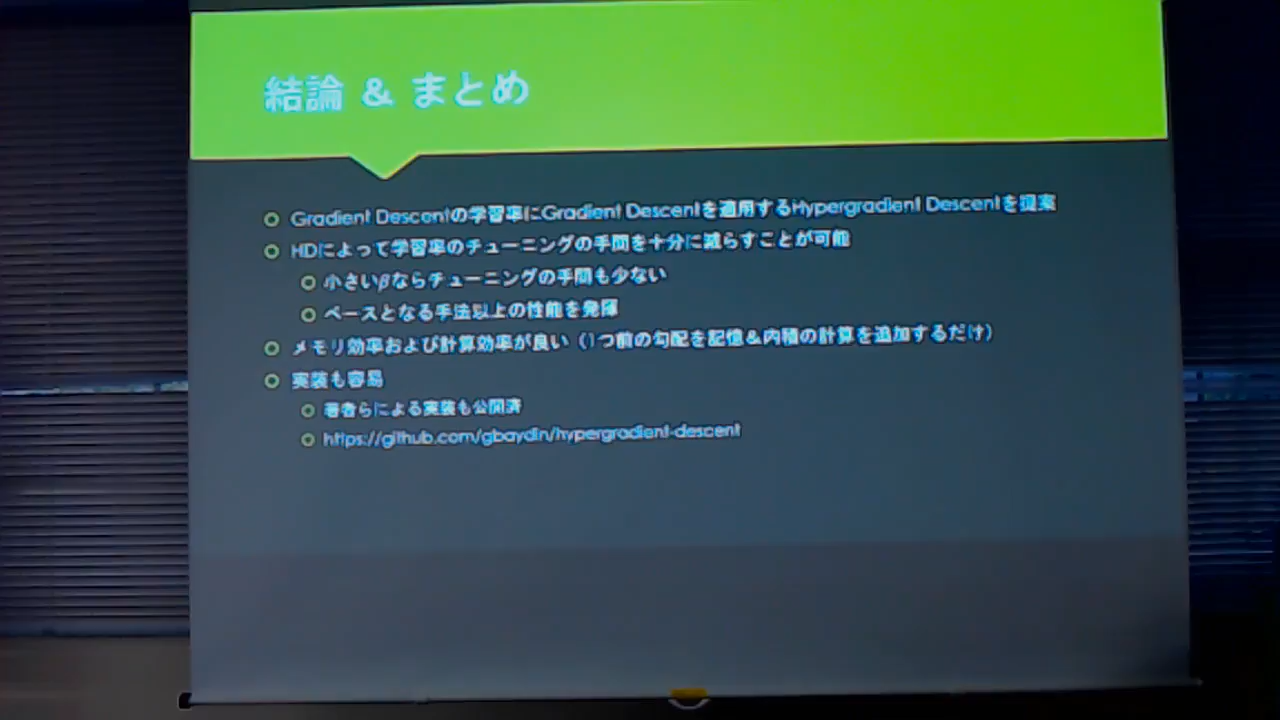 結論 & まとめ
Gradient Descentの学習率にGradient Descentを適用するHypergradient Descentを提案
HDによって学習率のチューニングの手間を十分に減らすことが可能
小さいβならチューニングの手間も少ない
ベースとなる手法以上の性能を発揮
メモリ効率および計算効率が良い（1つ前の勾配を記憶&内積の計算を追加するだけ）
実装も容易
著者らによる実装も公開済
https://github.com/gbaydin/hypergradient-descent